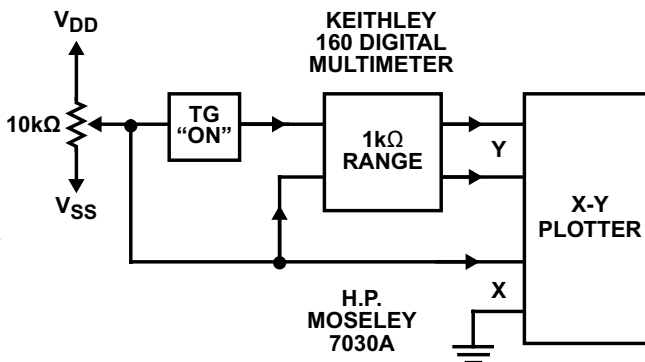 KEITHLEY
160 DIGITAL
MULTIMETER
VDD
10kΩ
VSS
TG
“ON”
1kΩ
RANGE
Y
X-Y
PLOTTER
X
H.P.
MOSELEY
7030A